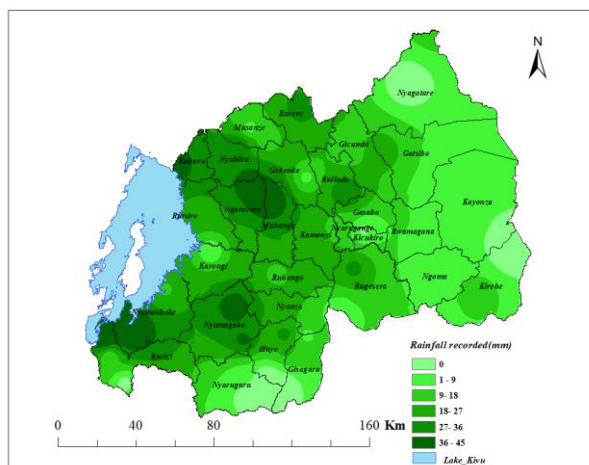 N
Nyagatare
Burera
Musanze
Gicumbi
Gatsibo
Rubavu
Nyabihu
Gakenke
Rulindo
Kayonza
Ngororero
Gasabo
Rutsiro
Muhanga
Nyarugenge
Rwamagana
Kamonyi
Kicukiro
Karongi
Ngoma
Ruhango
Bugesera
Kirehe
Nyamasheke
Nyanza
Nyamagabe
Rusizi
Huye
Gisagara
Nyaruguru
Rainfall recorded(mm)
0
1 - 9
9- 18
18- 27
27- 36
36 - 45
Lake_Kivu
0 40 80 160 Km